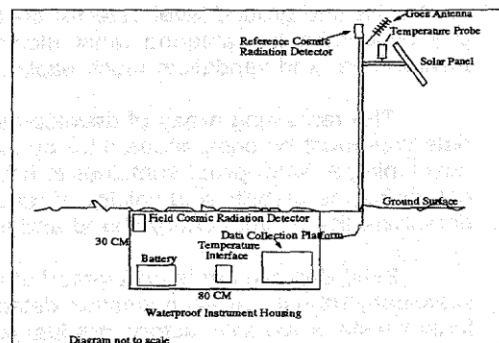 Goes Antenna
Reference Cosmic
Radiation Detector
Temperature Probe
Solar Panel
Ground Surface
Field Cosmic Radiation Detector
30 CM
Data Collection Platform
Battery
Temperature
Interface
80 CM
Waterproof Instrument Housing
Diagram not to scale